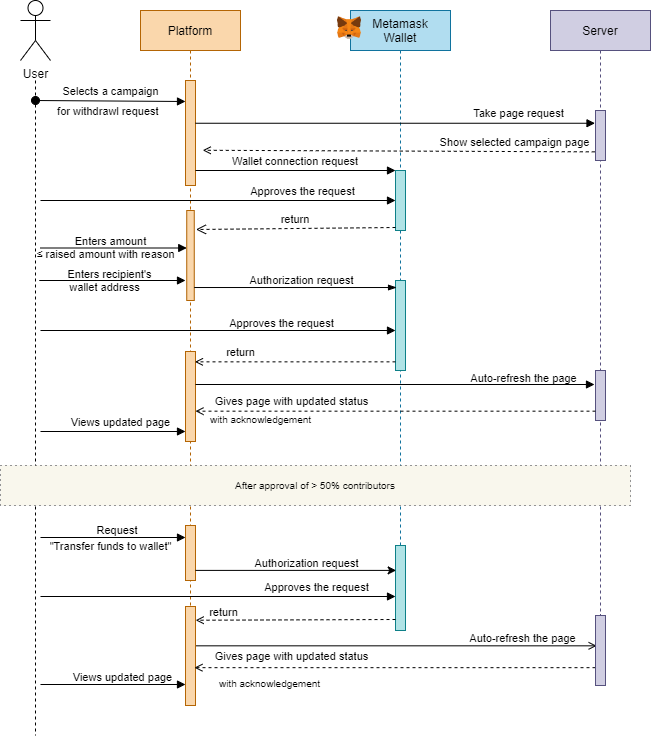 Platform
Metamask
Wallet
Server
User
Selects a campaign
for withdrawl request
Take page request
Show selected campaign page
Wallet connection request
Approves the request
return
Enters amount
≤ raised amount with reason
Enters recipient's
wallet address
Authorization request
Approves the request
return
Auto-refresh the page
Gives page with updated status
with acknowledgement
Views updated page
After approval of > 50% contributors
Request
"Transfer funds to wallet"
Authorization request
Approves the request
return
Auto-refresh the page
Gives page with updated status
Views updated page
with acknowledgement